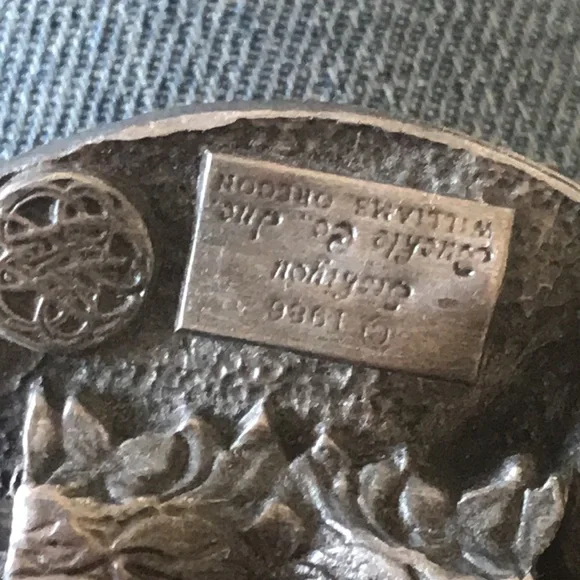 © 1986
Siskiyou
Buckle Co., Inc.
WILLIAMS OREGON